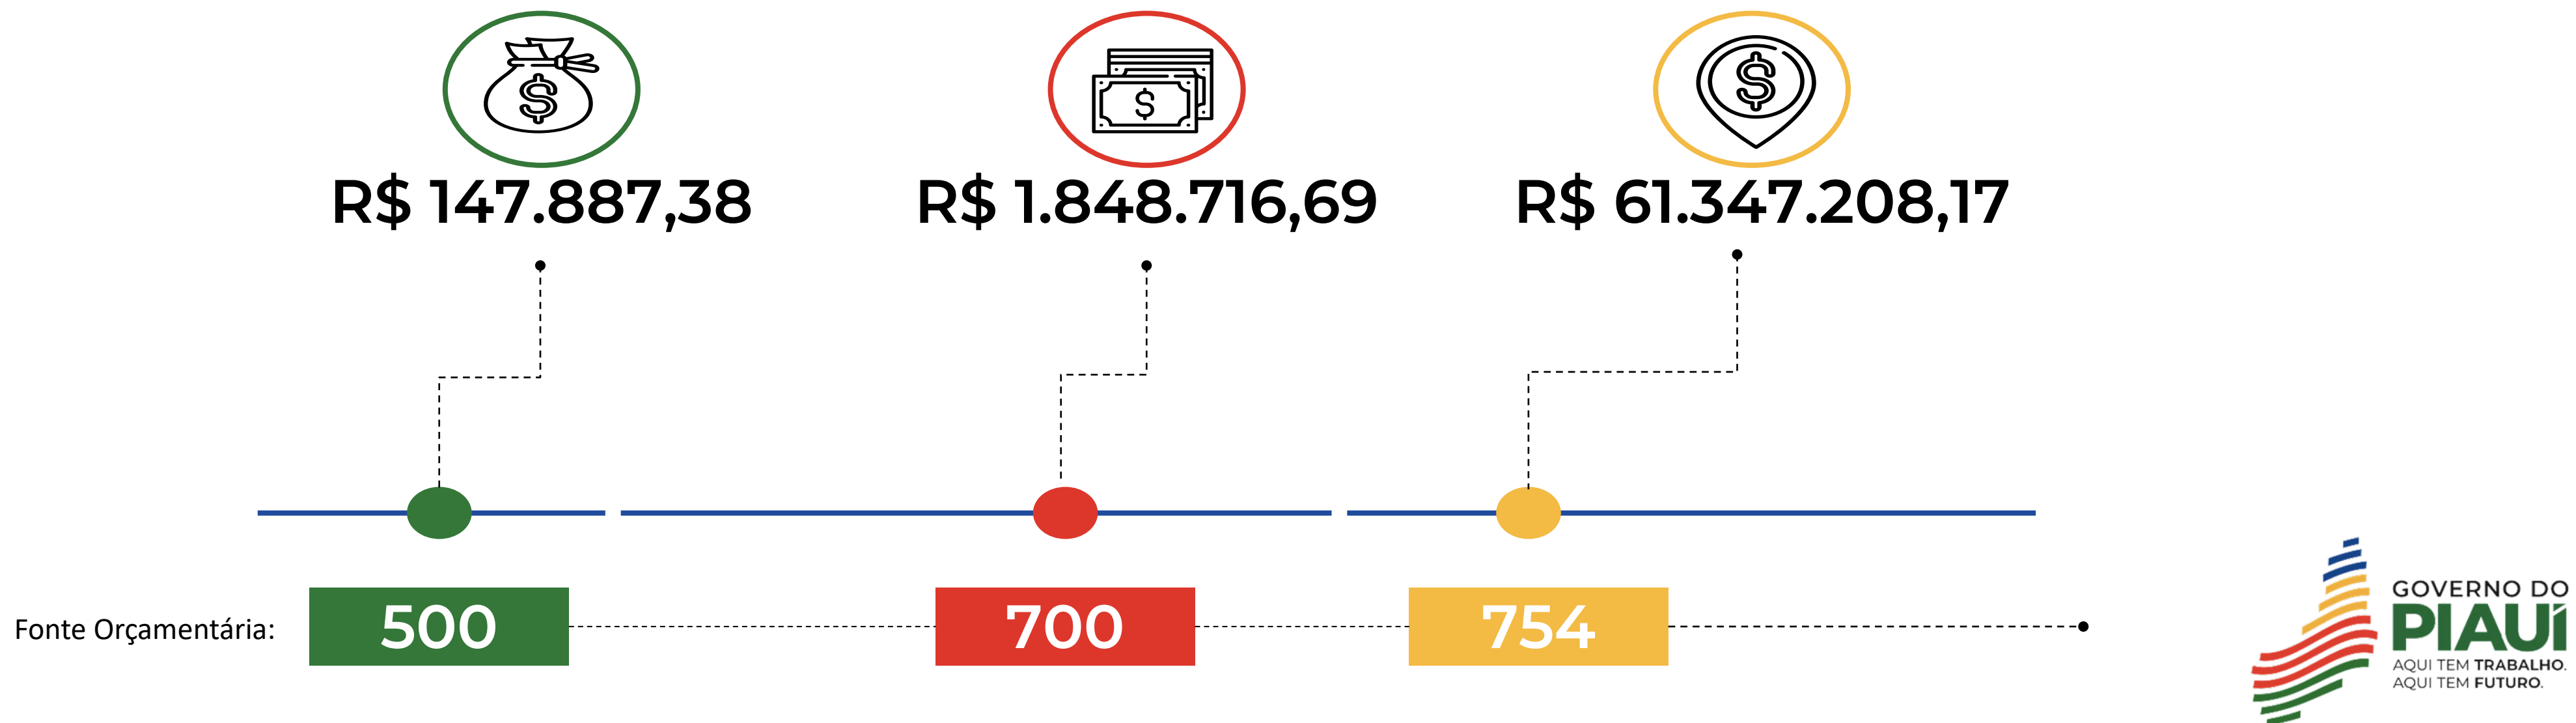 R$ 147.887,38
R$ 1.848.716,69
R$ 61.347.208,17
Fonte Orçamentária:
500
700
754
GOVERNO DO
PIAUÍ
AQUI TEM TRABALHO.
AQUI TEM FUTURO.